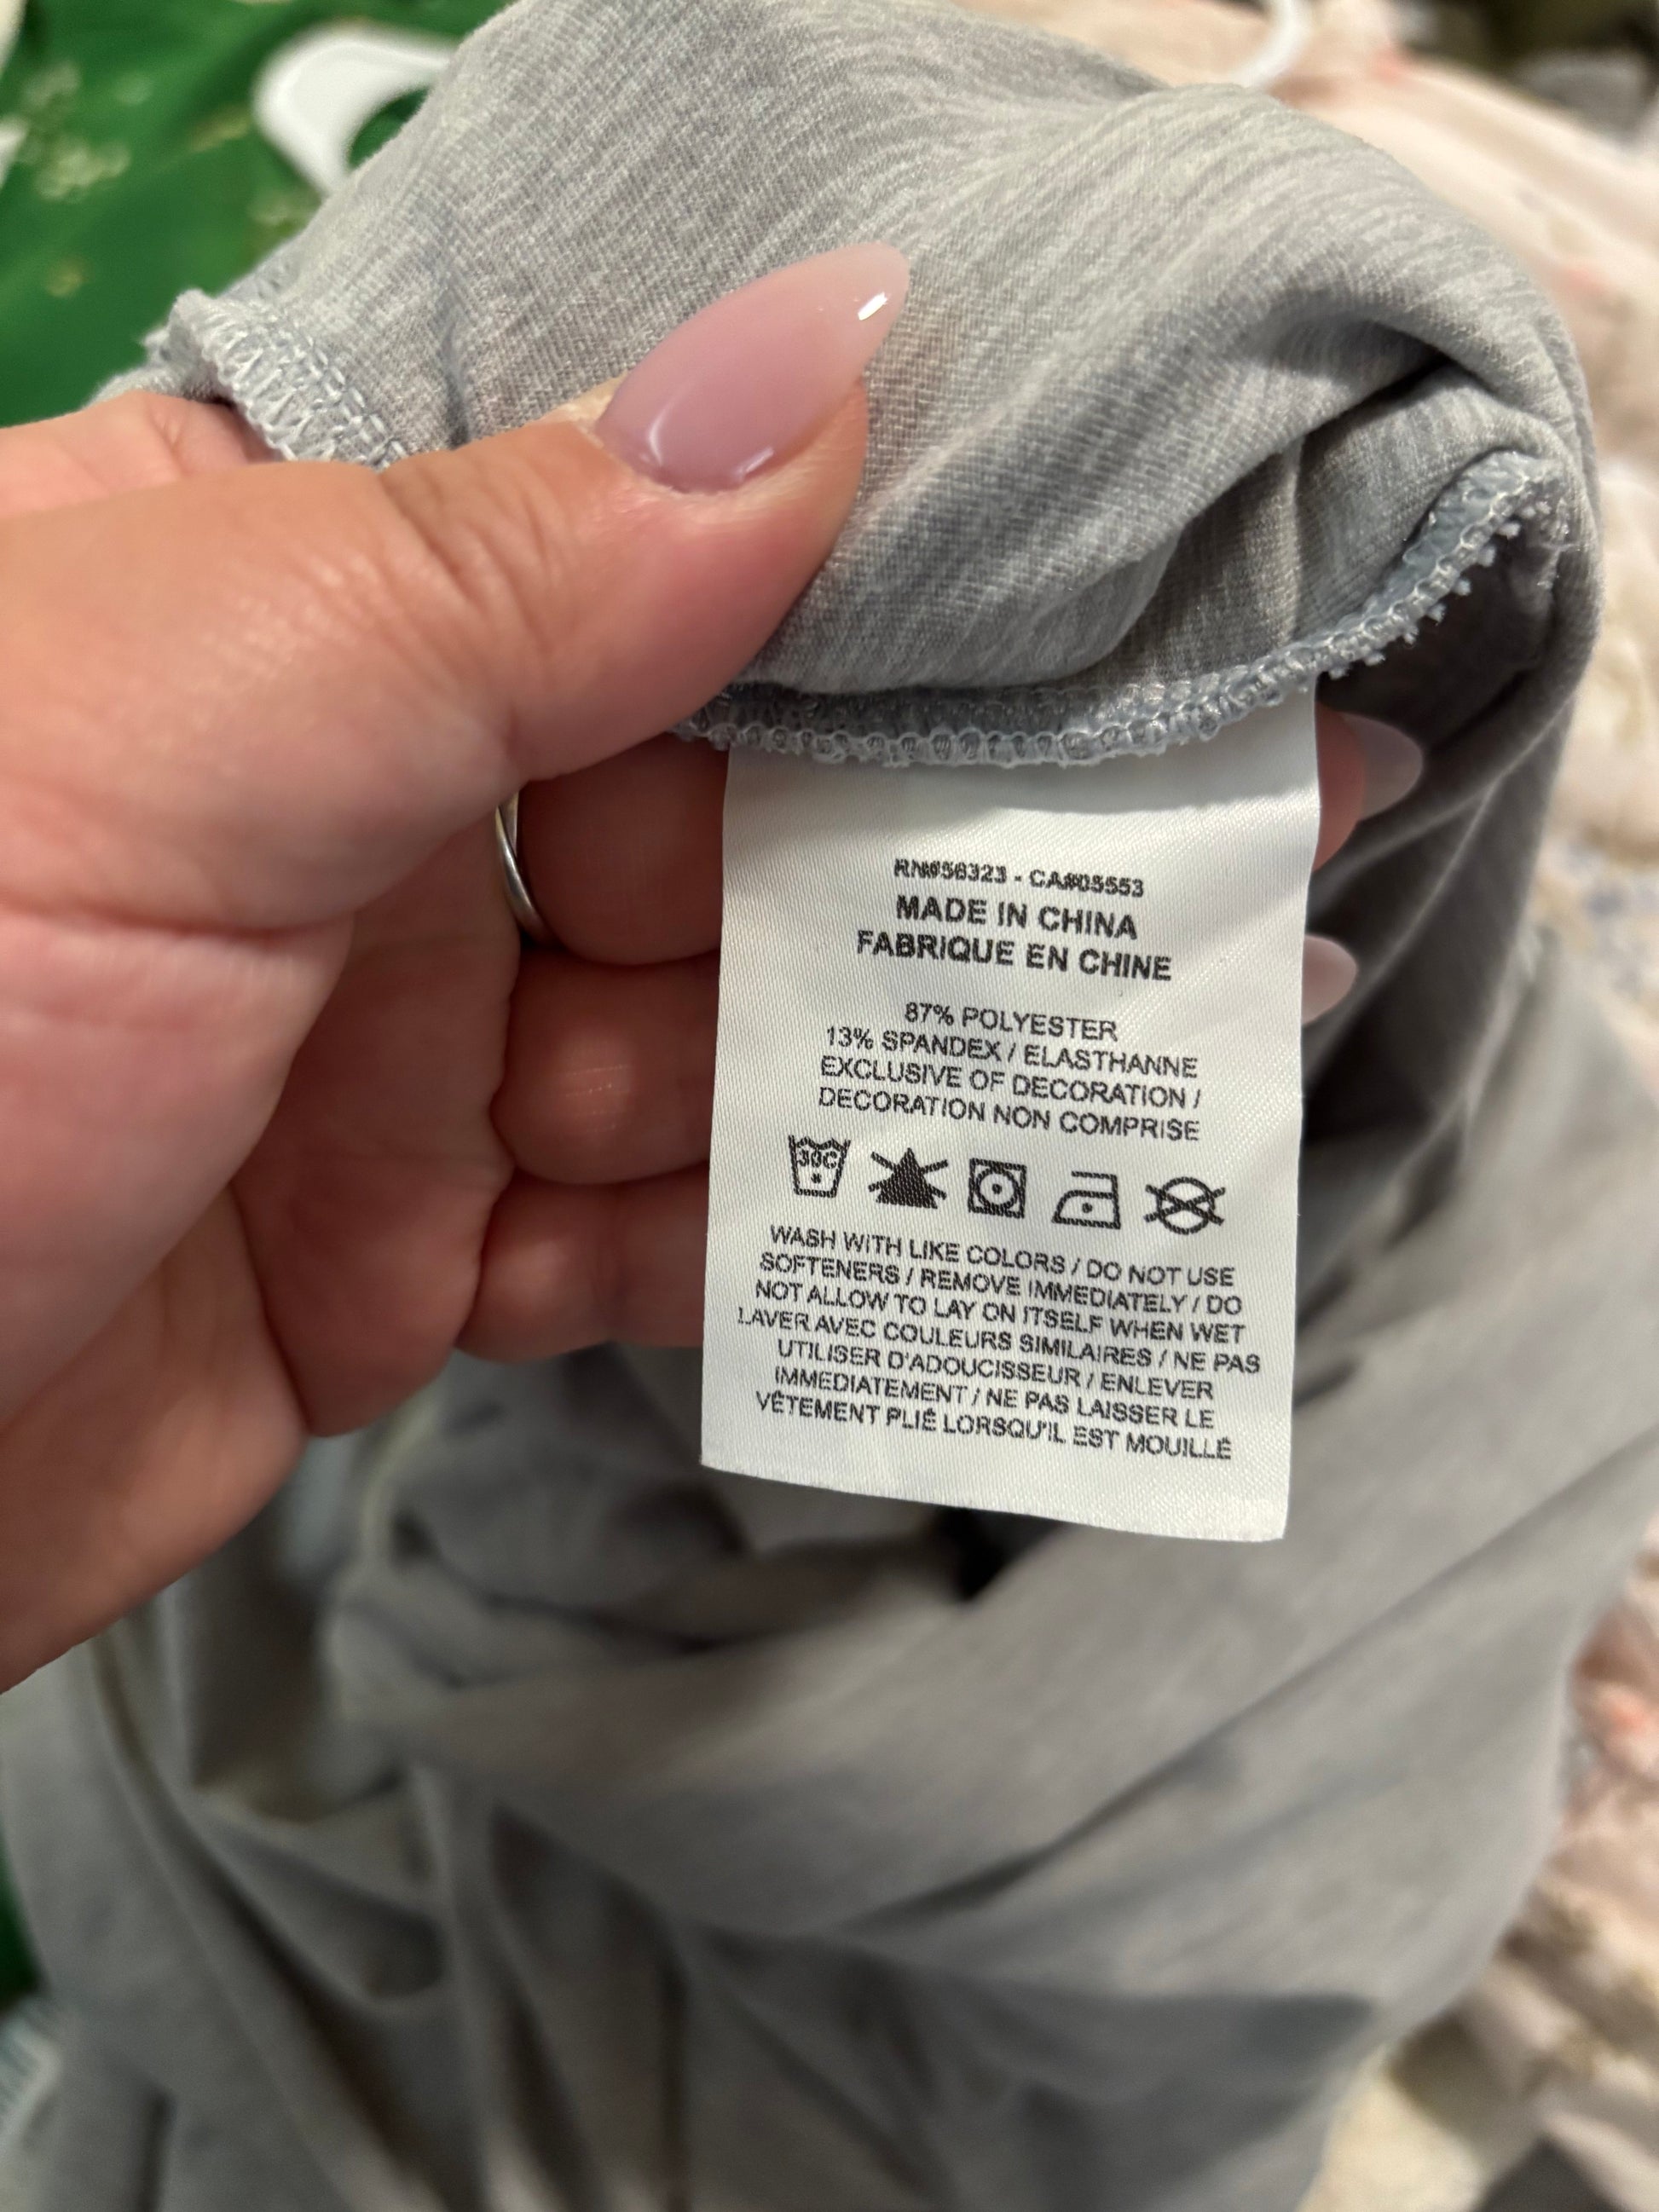 RN#56323 - CA#05553
MADE IN CHINA
FABRIQUE EN CHINE
87% POLYESTER
13% SPANDEX / ELASTHANNE
EXCLUSIVE OF DECORATION /
DECORATION NON COMPRISE
30C
WASH WITH LIKE COLORS / DO NOT USE
SOFTENERS / REMOVE IMMEDIATELY / DO
NOT ALLOW TO LAY ON ITSELF WHEN WET
LAVER AVEC COULEURS SIMILAIRES / NE PAS
UTILISER D'ADOUCISSEUR / ENLEVER
IMMEDIATEMENT / NE PAS LAISSER LE
VÊTEMENT PLIÉ LORSQU'IL EST MOUILLÉ